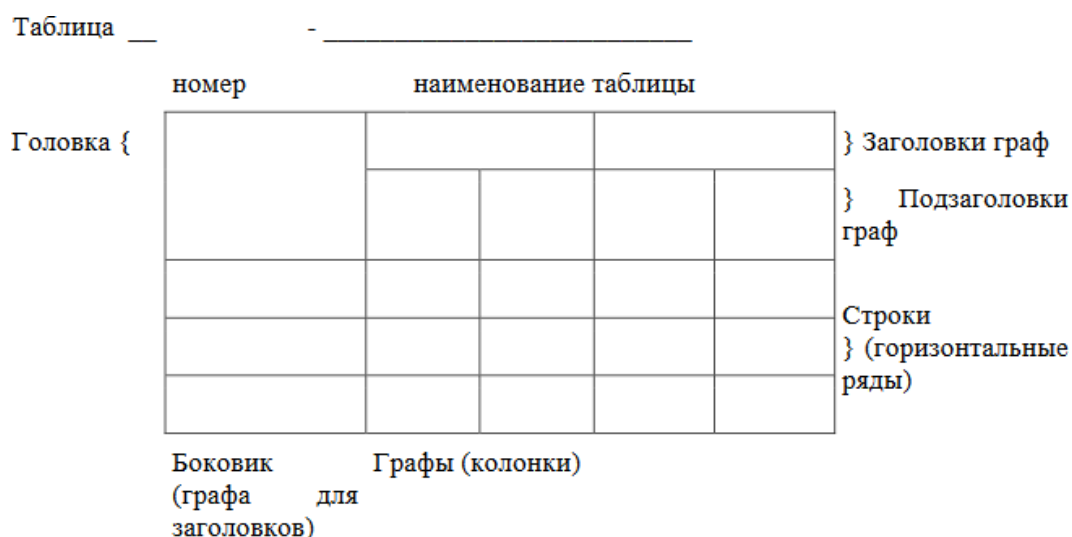 Таблица __ - __________________________
номер наименование таблицы
Головка { } Заголовки граф
} Подзаголовки
граф
Строки
} (горизонтальные
ряды)
Боковик Графы (колонки)
(графа для
заголовков)